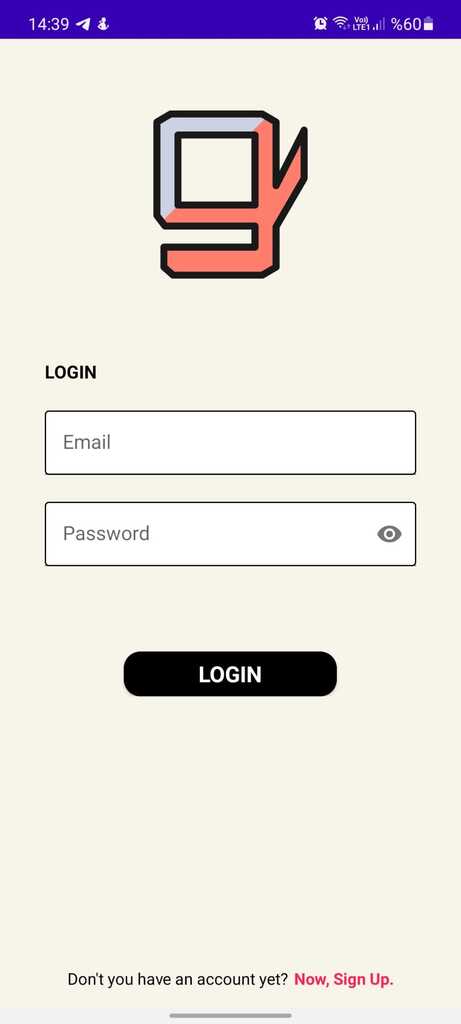 14:39 Vo)) LTE1 %60
LOGIN
Email
Password
LOGIN
Don't you have an account yet? Now, Sign Up.